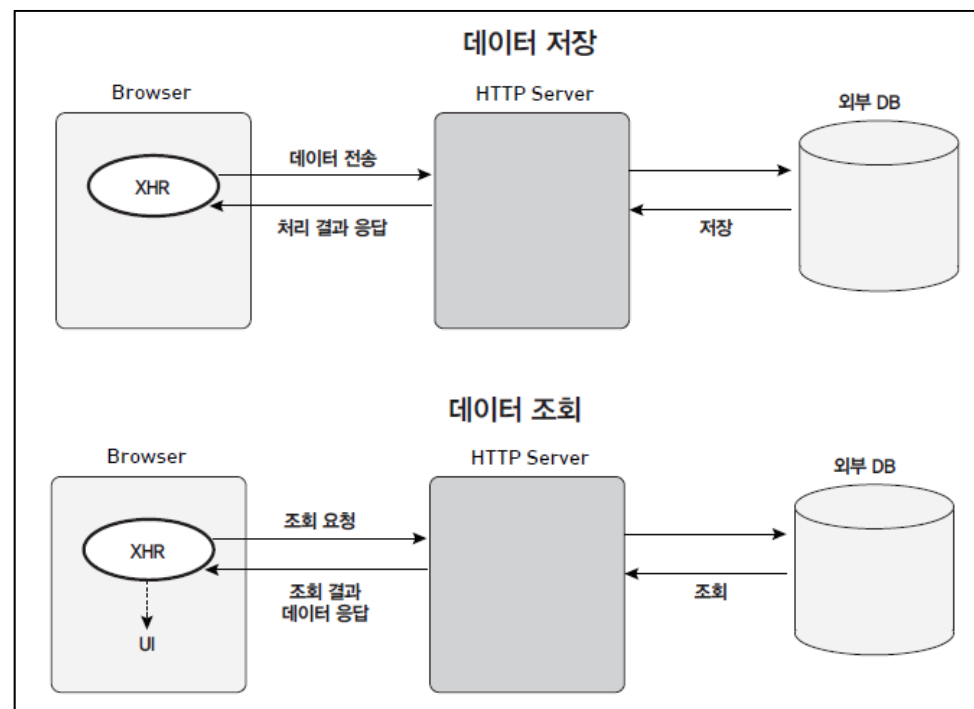 데이터 저장
Browser
HTTP Server
외부 DB
XHR
데이터 전송
처리 결과 응답
저장
데이터 조회
Browser
HTTP Server
외부 DB
XHR
조회 요청
조회 결과
데이터 응답
조회
UI